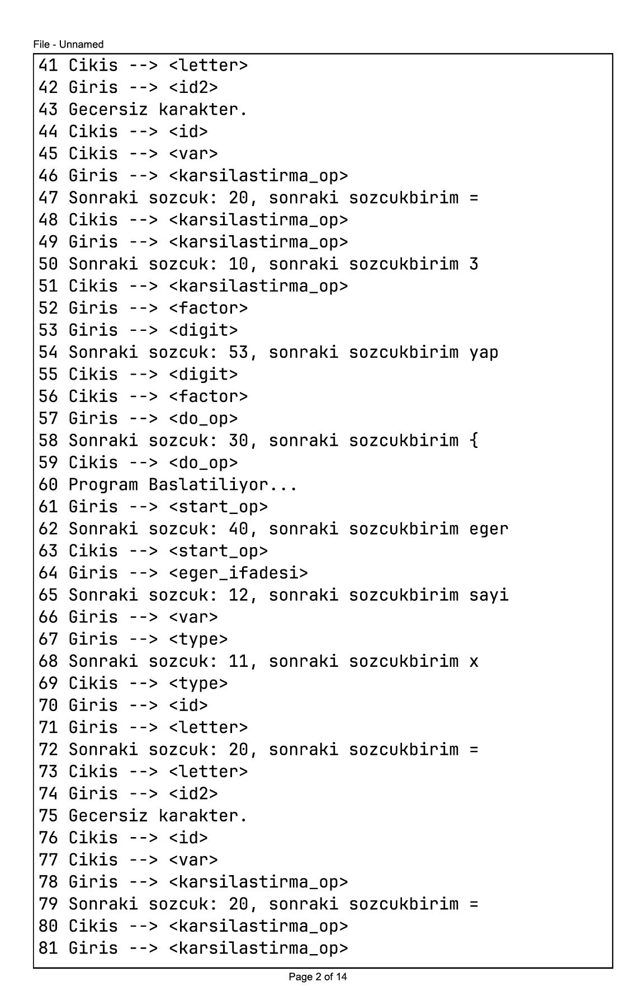 File - Unnamed
41 Cikis --> <letter>
42 Giris --> <id2>
43 Gecersiz karakter.
44 Cikis --> <id>
45 Cikis --> <var>
46 Giris --> <karsilastirma_op>
47 Sonraki sozcuk: 20, sonraki sozcukbirim =
48 Cikis --> <karsilastirma_op>
49 Giris --> <karsilastirma_op>
50 Sonraki sozcuk: 10, sonraki sozcukbirim 3
51 Cikis --> <karsilastirma_op>
52 Giris --> <factor>
53 Giris --> <digit>
54 Sonraki sozcuk: 53, sonraki sozcukbirim yap
55 Cikis --> <digit>
56 Cikis --> <factor>
57 Giris --> <do_op>
58 Sonraki sozcuk: 30, sonraki sozcukbirim {
59 Cikis --> <do_op>
60 Program Baslatiliyor...
61 Giris --> <start_op>
62 Sonraki sozcuk: 40, sonraki sozcukbirim eger
63 Cikis --> <start_op>
64 Giris --> <eger_ifadesi>
65 Sonraki sozcuk: 12, sonraki sozcukbirim sayi
66 Giris --> <var>
67 Giris --> <type>
68 Sonraki sozcuk: 11, sonraki sozcukbirim x
69 Cikis --> <type>
70 Giris --> <id>
71 Giris --> <letter>
72 Sonraki sozcuk: 20, sonraki sozcukbirim =
73 Cikis --> <letter>
74 Giris --> <id2>
75 Gecersiz karakter.
76 Cikis --> <id>
77 Cikis --> <var>
78 Giris --> <karsilastirma_op>
79 Sonraki sozcuk: 20, sonraki sozcukbirim =
80 Cikis --> <karsilastirma_op>
81 Giris --> <karsilastirma_op>
Page 2 of 14